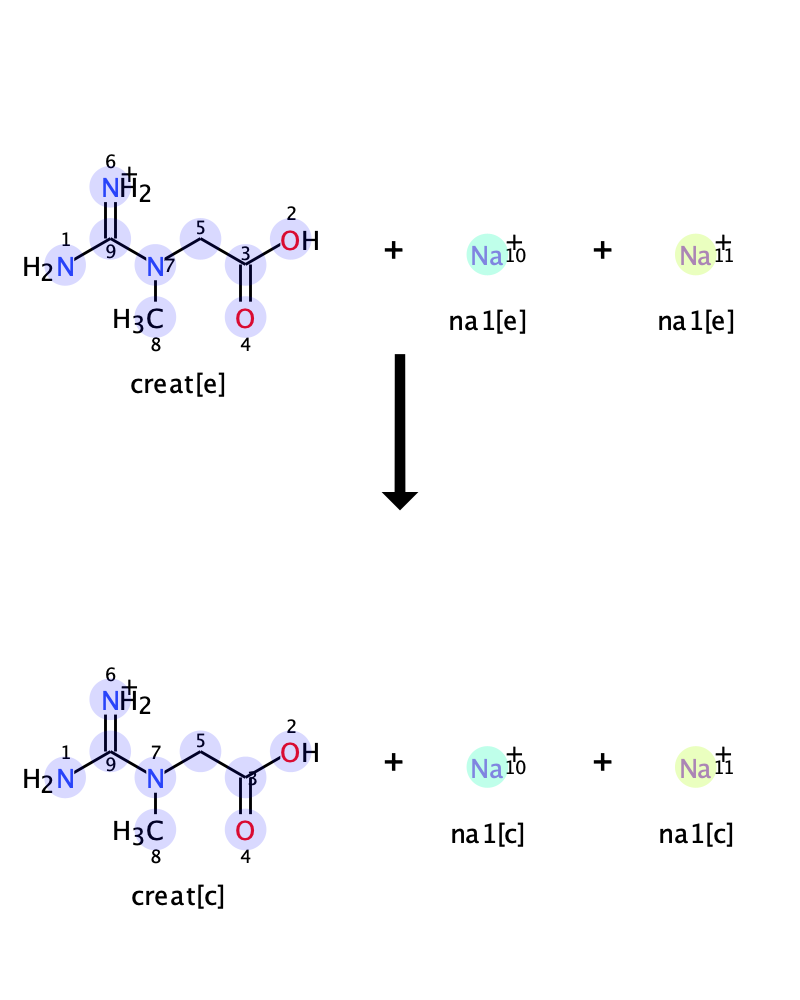 6
NH2+
1 5 2
H2N 9 N7 3 OH
H3C O
8 4
+ Na+ 10 + Na+ 11
na1[e] na1[e]
creat[e]
6
NH2+
1 7 5 2
H2N 9 N 3 OH
H3C O
8 4
+ Na+ 10 + Na+ 11
na1[c] na1[c]
creat[c]